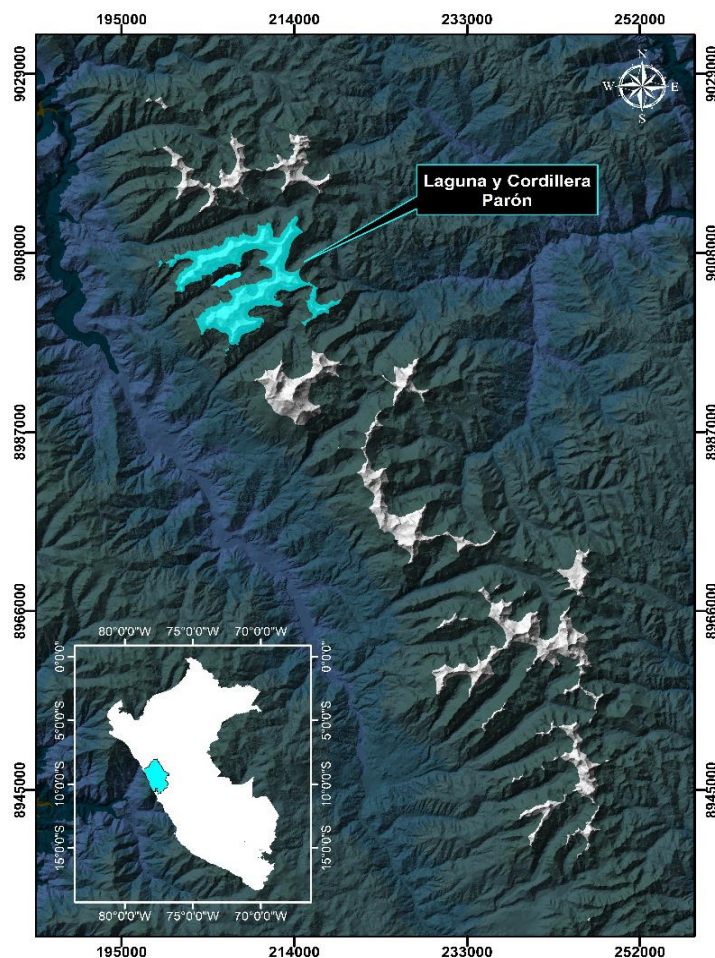 195000 214000 233000 252000
9029000 9029000
N
W E
S
Laguna y Cordillera
Parón
9008000 9008000
8987000 8987000
8966000 8966000
80°0'0"W 75°0'0"W 70°0'0"W
0°0'0"
0°0'0"
5°0'0"S
5°0'0"S
10°0'0"S
10°0'0"S
15°0'0"S
15°0'0"S
8945000 8945000
80°0'0"W 75°0'0"W 70°0'0"W
195000 214000 233000 252000